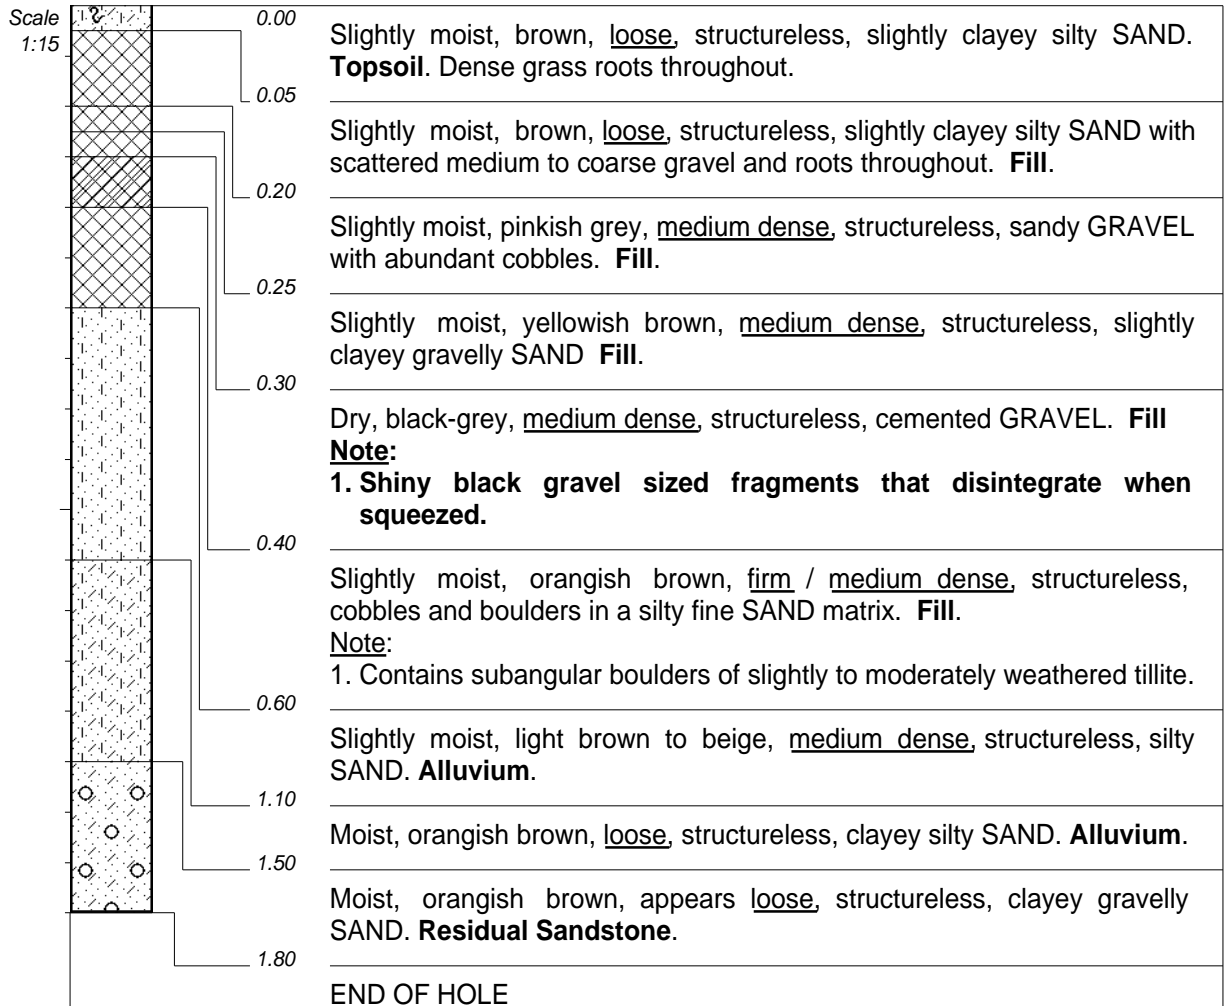 Scale
1:15
0.00
Slightly moist, brown, loose, structureless, slightly clayey silty SAND.
Topsoil. Dense grass roots throughout.
0.05
Slightly moist, brown, loose, structureless, slightly clayey silty SAND with
scattered medium to coarse gravel and roots throughout. Fill.
0.20
Slightly moist, pinkish grey, medium dense, structureless, sandy GRAVEL
with abundant cobbles. Fill.
0.25
Slightly moist, yellowish brown, medium dense, structureless, slightly
clayey gravelly SAND Fill.
0.30
Dry, black-grey, medium dense, structureless, cemented GRAVEL. Fill
Note:
1. Shiny black gravel sized fragments that disintegrate when
squeezed.
0.40
Slightly moist, orangish brown, firm / medium dense, structureless,
cobbles and boulders in a silty fine SAND matrix. Fill.
Note:
1. Contains subangular boulders of slightly to moderately weathered tillite.
0.60
Slightly moist, light brown to beige, medium dense, structureless, silty
SAND. Alluvium.
1.10
Moist, orangish brown, loose, structureless, clayey silty SAND. Alluvium.
1.50
Moist, orangish brown, appears loose, structureless, clayey gravelly
SAND. Residual Sandstone.
1.80
END OF HOLE